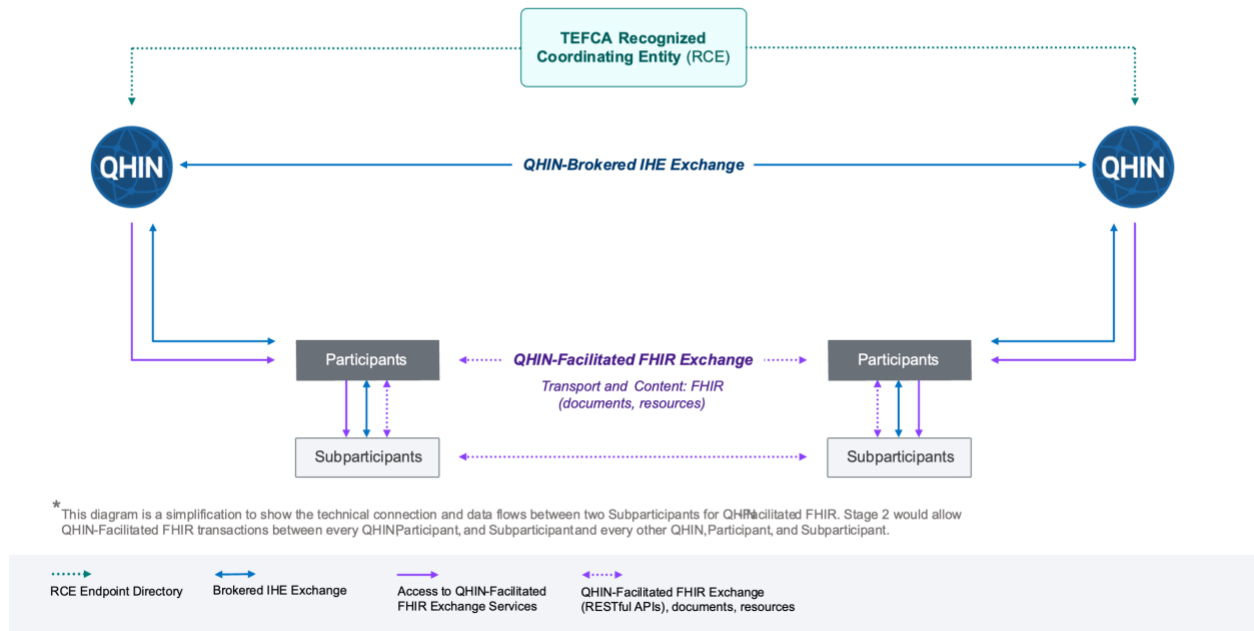 TEFCA Recognized
Coordinating Entity (RCE)
QHIN
QHIN-Brokered IHE Exchange
QHIN
Participants
QHIN-Facilitated FHIR Exchange
Participants
Transport and Content: FHIR
(documents, resources)
Subparticipants
Subparticipants
*This diagram is a simplification to show the technical connection and data flows between two Subparticipants for QHIN-Facilitated FHIR. Stage 2 would allow
QHIN-Facilitated FHIR transactions between every QHIN, Participant, and Subparticipant and every other QHIN, Participant, and Subparticipant.
RCE Endpoint Directory
Brokered IHE Exchange
Access to QHIN-Facilitated
FHIR Exchange Services
QHIN-Facilitated FHIR Exchange
(RESTful APIs), documents, resources